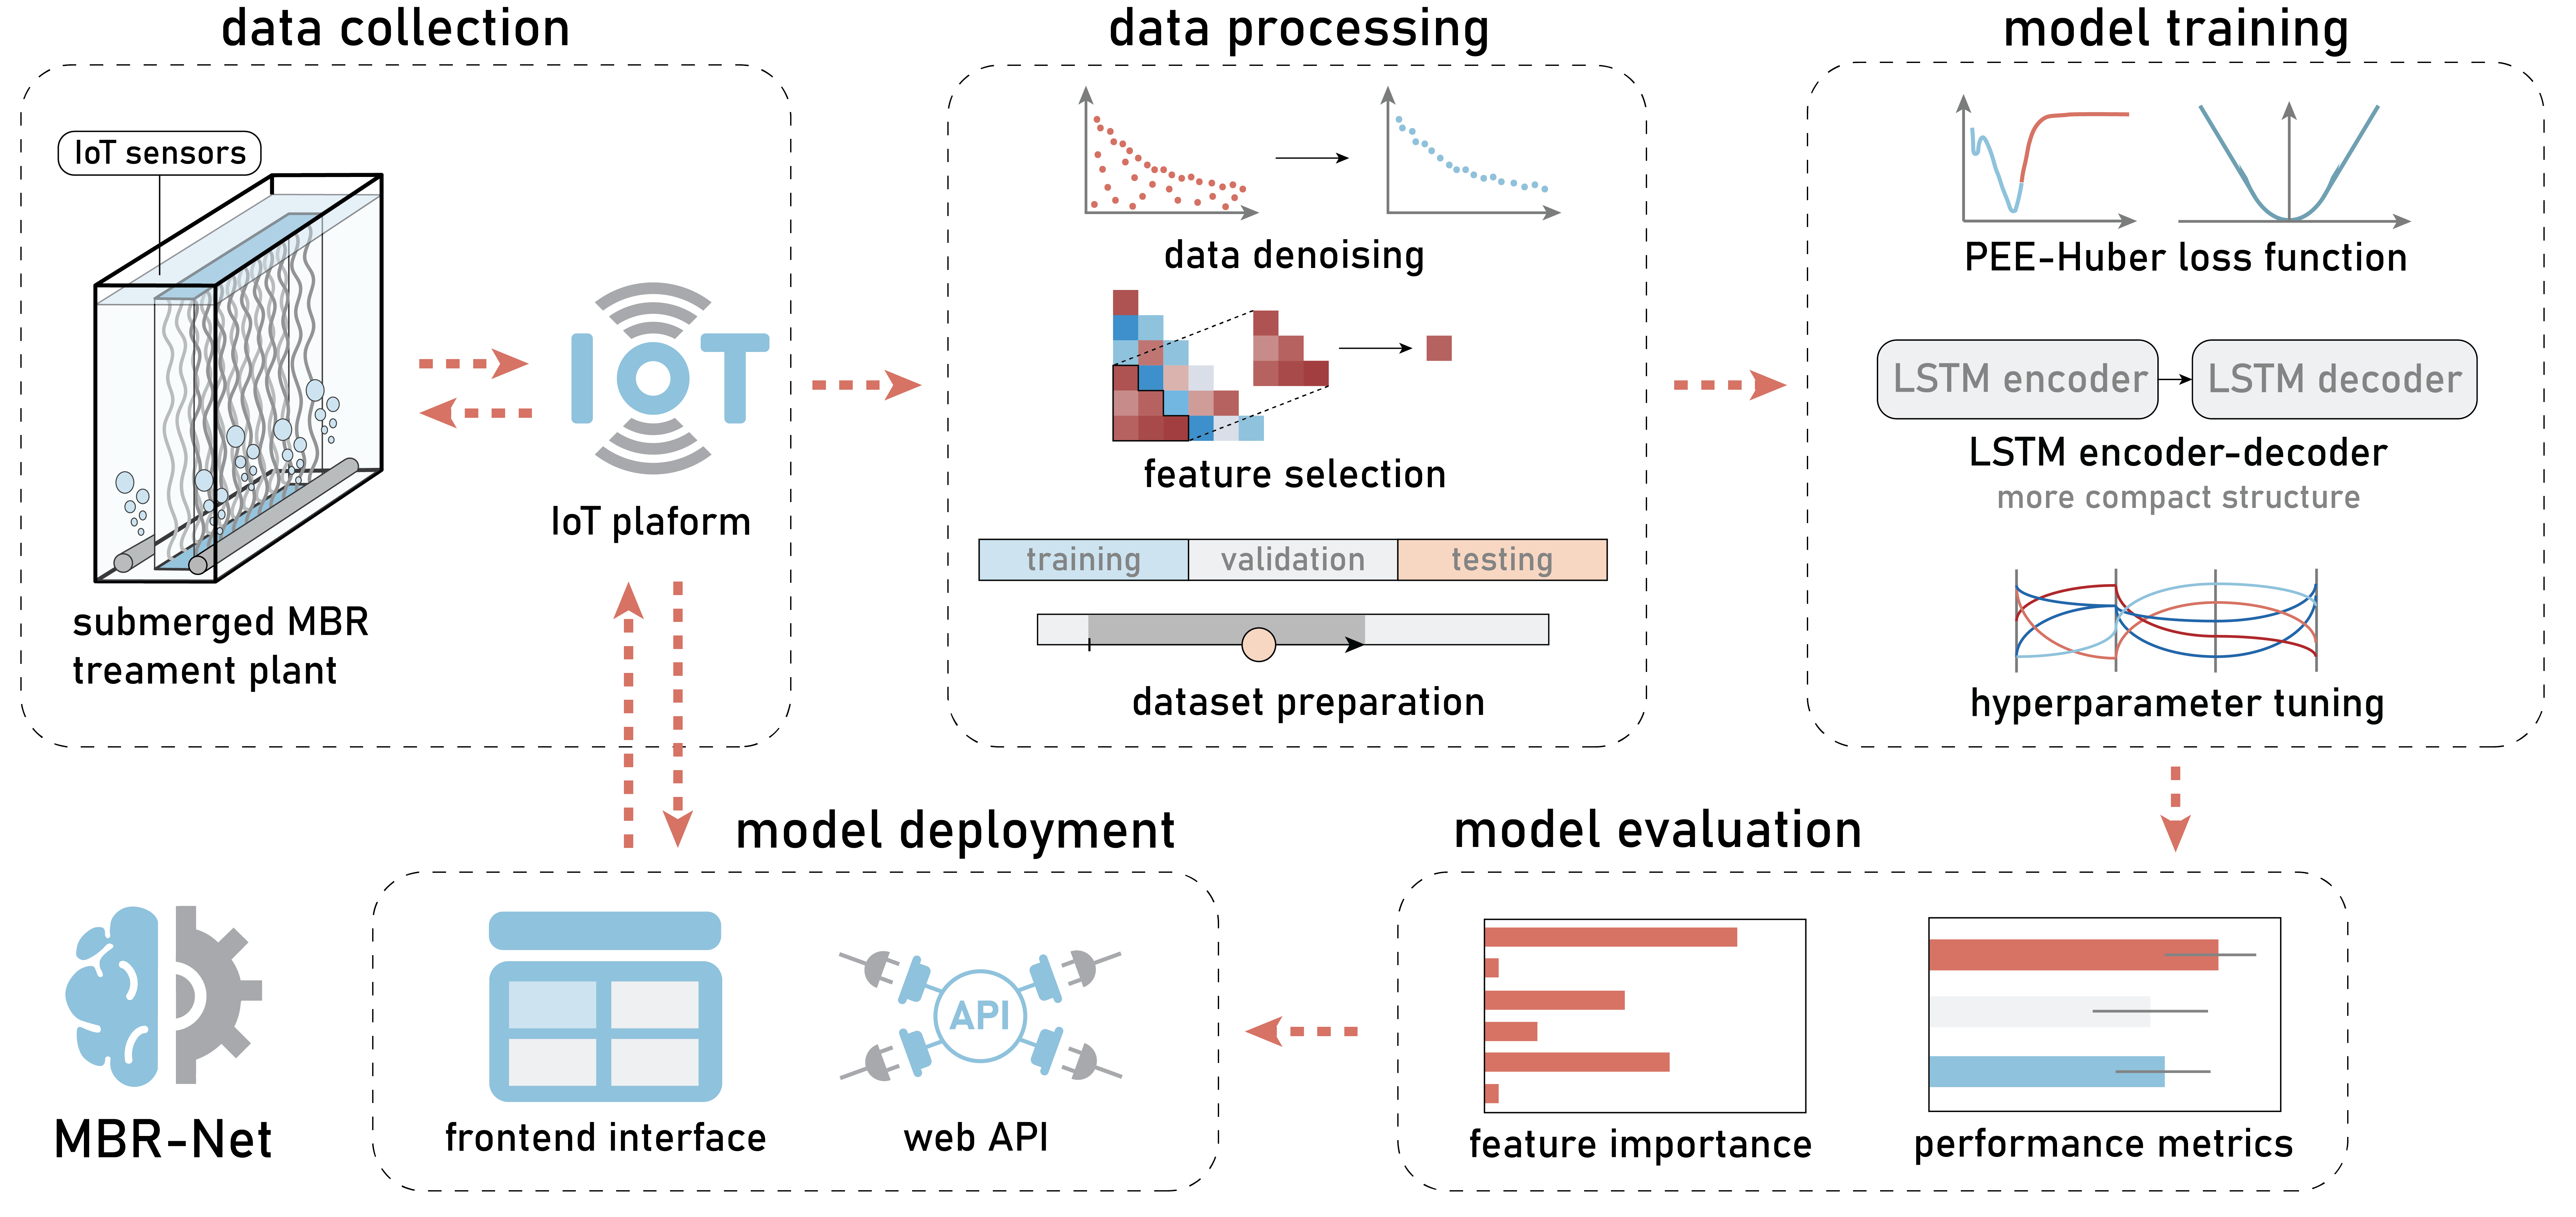 data collection
IoT sensors
IOT
IoT plaform
submerged MBR
treament plant
data processing
data denoising
feature selection
training validation testing
dataset preparation
model training
PEE-Huber loss function
LSTM encoder LSTM decoder
LSTM encoder-decoder
more compact structure
hyperparameter tuning
MBR-Net
model deployment
frontend interface
API
web API
model evaluation
feature importance
performance metrics